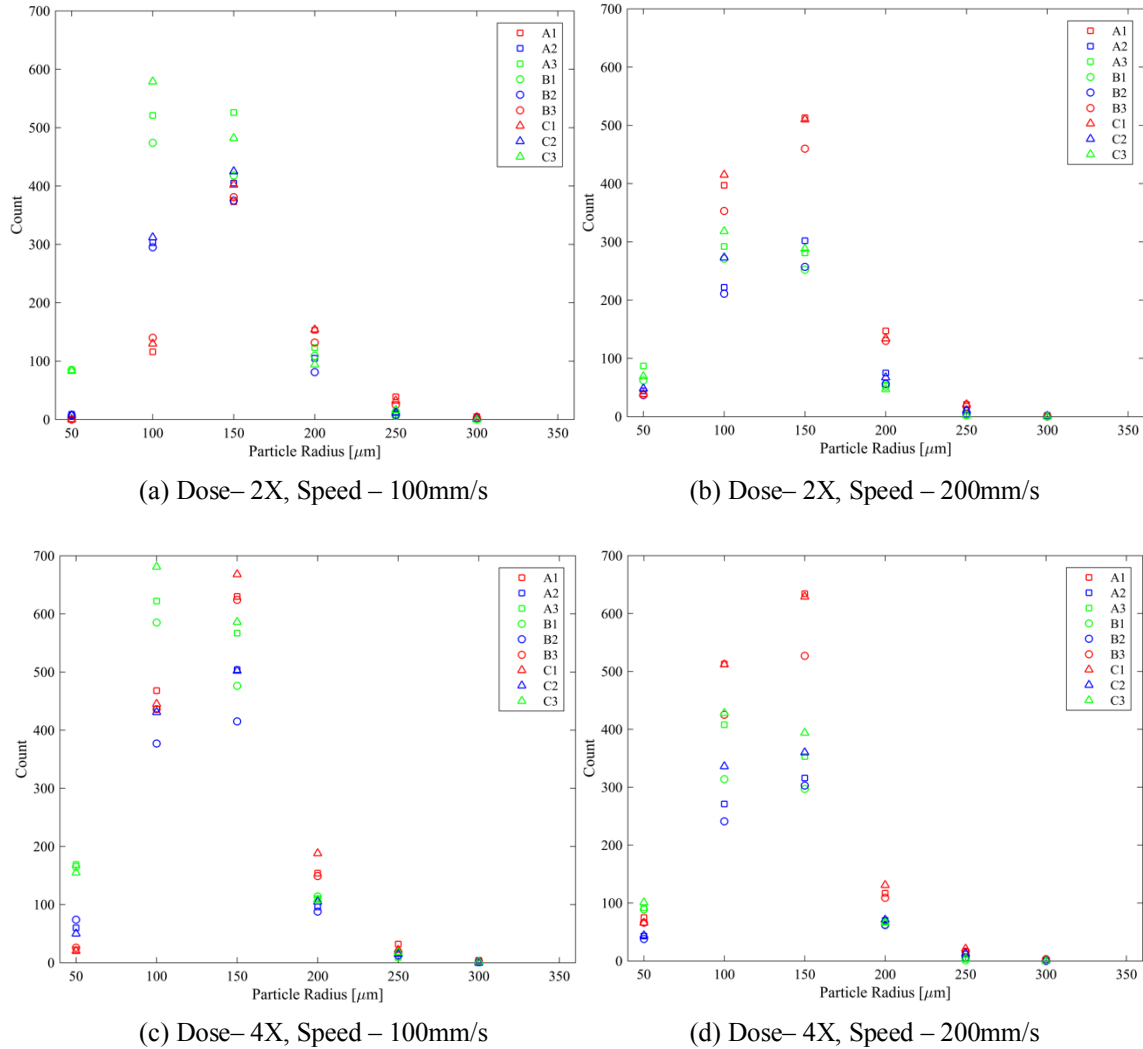 700
600
500
400
300
200
100
0
Count
50 100 150 200 250 300 350
Particle Radius [μm]
A1
A2
A3
B1
B2
B3
C1
C2
C3
(a) Dose– 2X, Speed – 100mm/s
700
600
500
400
300
200
100
0
Count
50 100 150 200 250 300 350
Particle Radius [μm]
A1
A2
A3
B1
B2
B3
C1
C2
C3
(b) Dose– 2X, Speed – 200mm/s
700
600
500
400
300
200
100
0
Count
50 100 150 200 250 300 350
Particle Radius [μm]
A1
A2
A3
B1
B2
B3
C1
C2
C3
(c) Dose– 4X, Speed – 100mm/s
700
600
500
400
300
200
100
0
Count
50 100 150 200 250 300 350
Particle Radius [μm]
A1
A2
A3
B1
B2
B3
C1
C2
C3
(d) Dose– 4X, Speed – 200mm/s